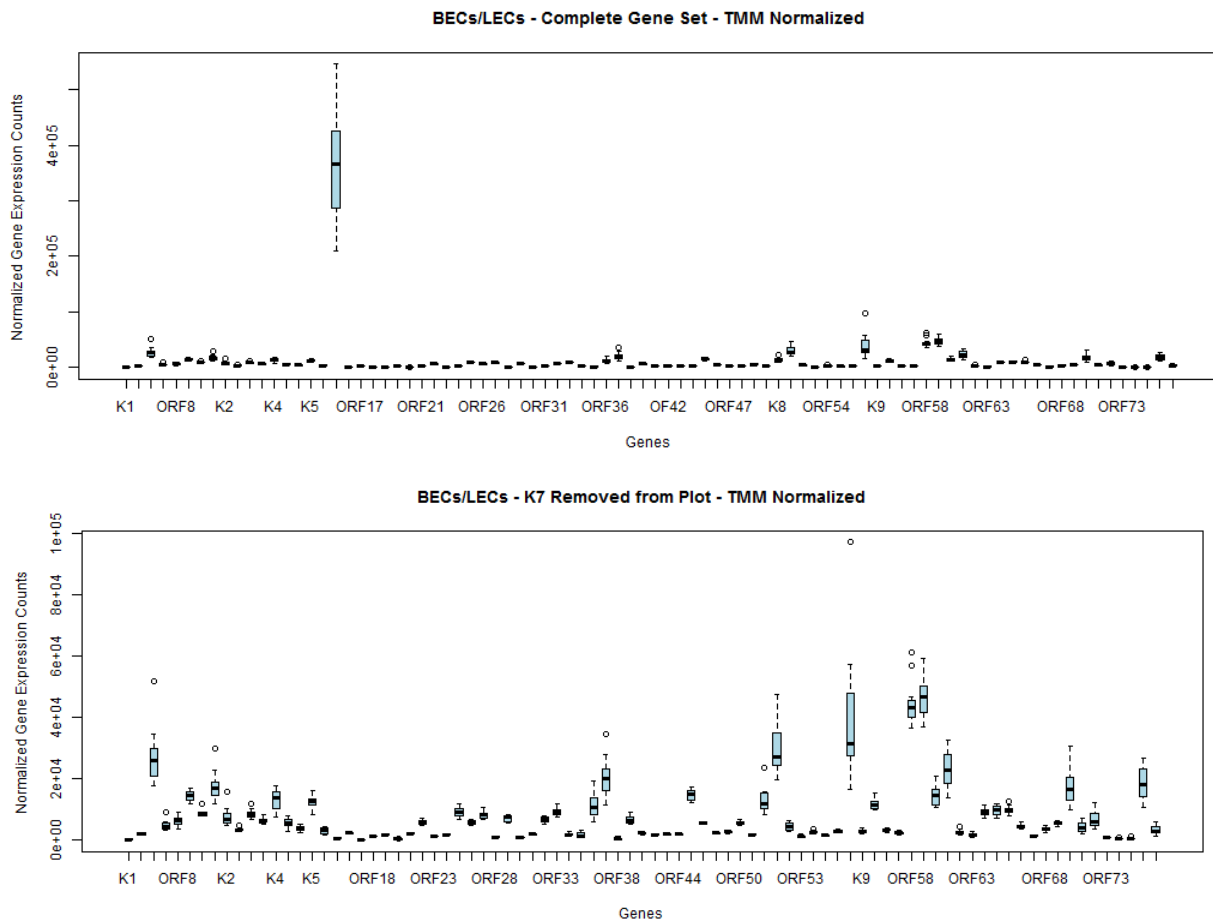 BECs/LECs - Complete Gene Set - TMM Normalized
Normalized Gene Expression Counts
4e+05
2e+05
0e+00
K1 ORF8 K2 K4 K5 ORF17 ORF21 ORF26 ORF31 ORF36 OF42 ORF47 K8 ORF54 K9 ORF58 ORF63 ORF68 ORF73
Genes
BECs/LECs - K7 Removed from Plot - TMM Normalized
Normalized Gene Expression Counts
1e+05
8e+04
6e+04
4e+04
2e+04
0e+00
K1 ORF8 K2 K4 K5 ORF18 ORF23 ORF28 ORF33 ORF38 ORF44 ORF50 ORF53 K9 ORF58 ORF63 ORF68 ORF73
Genes